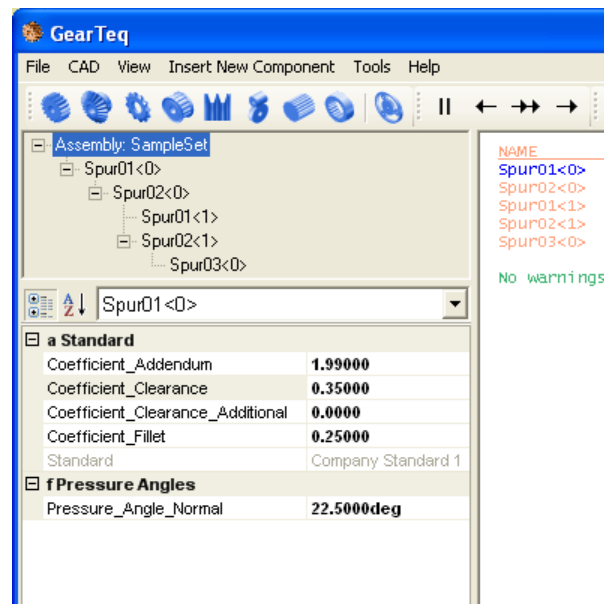 GearTeq
File CAD View Insert New Component Tools Help
Assembly: SampleSet
Spur01<0>
Spur02<0>
Spur01<1>
Spur02<1>
Spur03<0>
NAME
Spur01<0>
Spur02<0>
Spur01<1>
Spur02<1>
Spur03<0>
No warnings
A Z Spur01<0>
a Standard
Coefficient_Addendum 1.99000
Coefficient_Clearance 0.35000
Coefficient_Clearance_Additional 0.0000
Coefficient_Fillet 0.25000
Standard Company Standard 1
f Pressure Angles
Pressure_Angle_Normal 22.5000deg